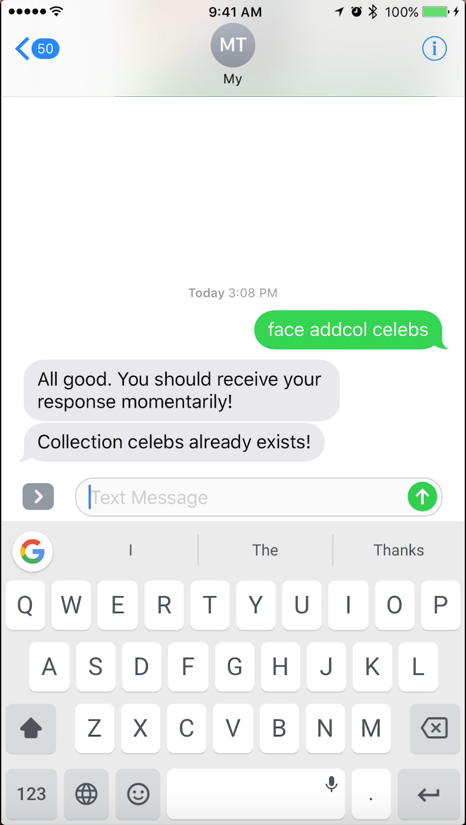 9:41 AM
100%
50
MT
i
My
Today 3:08 PM
face addcol celebs
All good. You should receive your
response momentarily!
Collection celebs already exists!
Text Message
G
I The Thanks
Q W E R T Y U I O P
A S D F G H J K L
Z X C V B N M
123 .